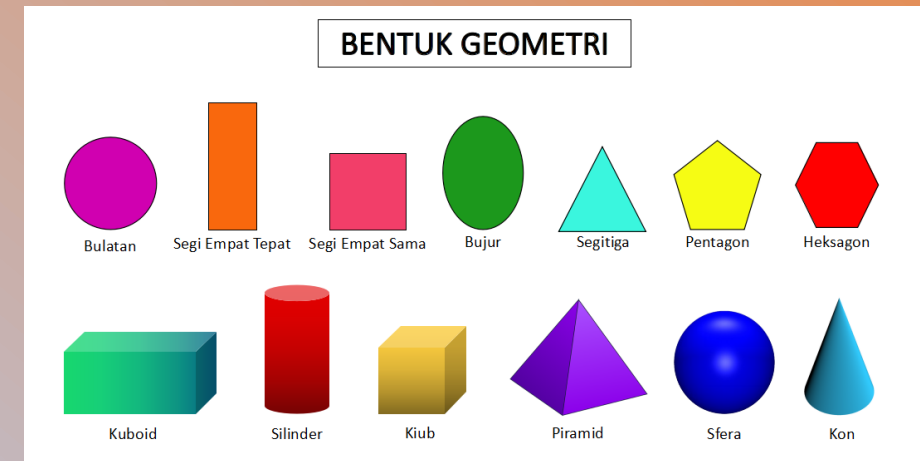 BENTUK GEOMETRI
Bulatan
Segi Empat Tepat
Segi Empat Sama
Bujur
Segitiga
Pentagon
Heksagon
Kuboid
Silinder
Kiub
Piramid
Sfera
Kon